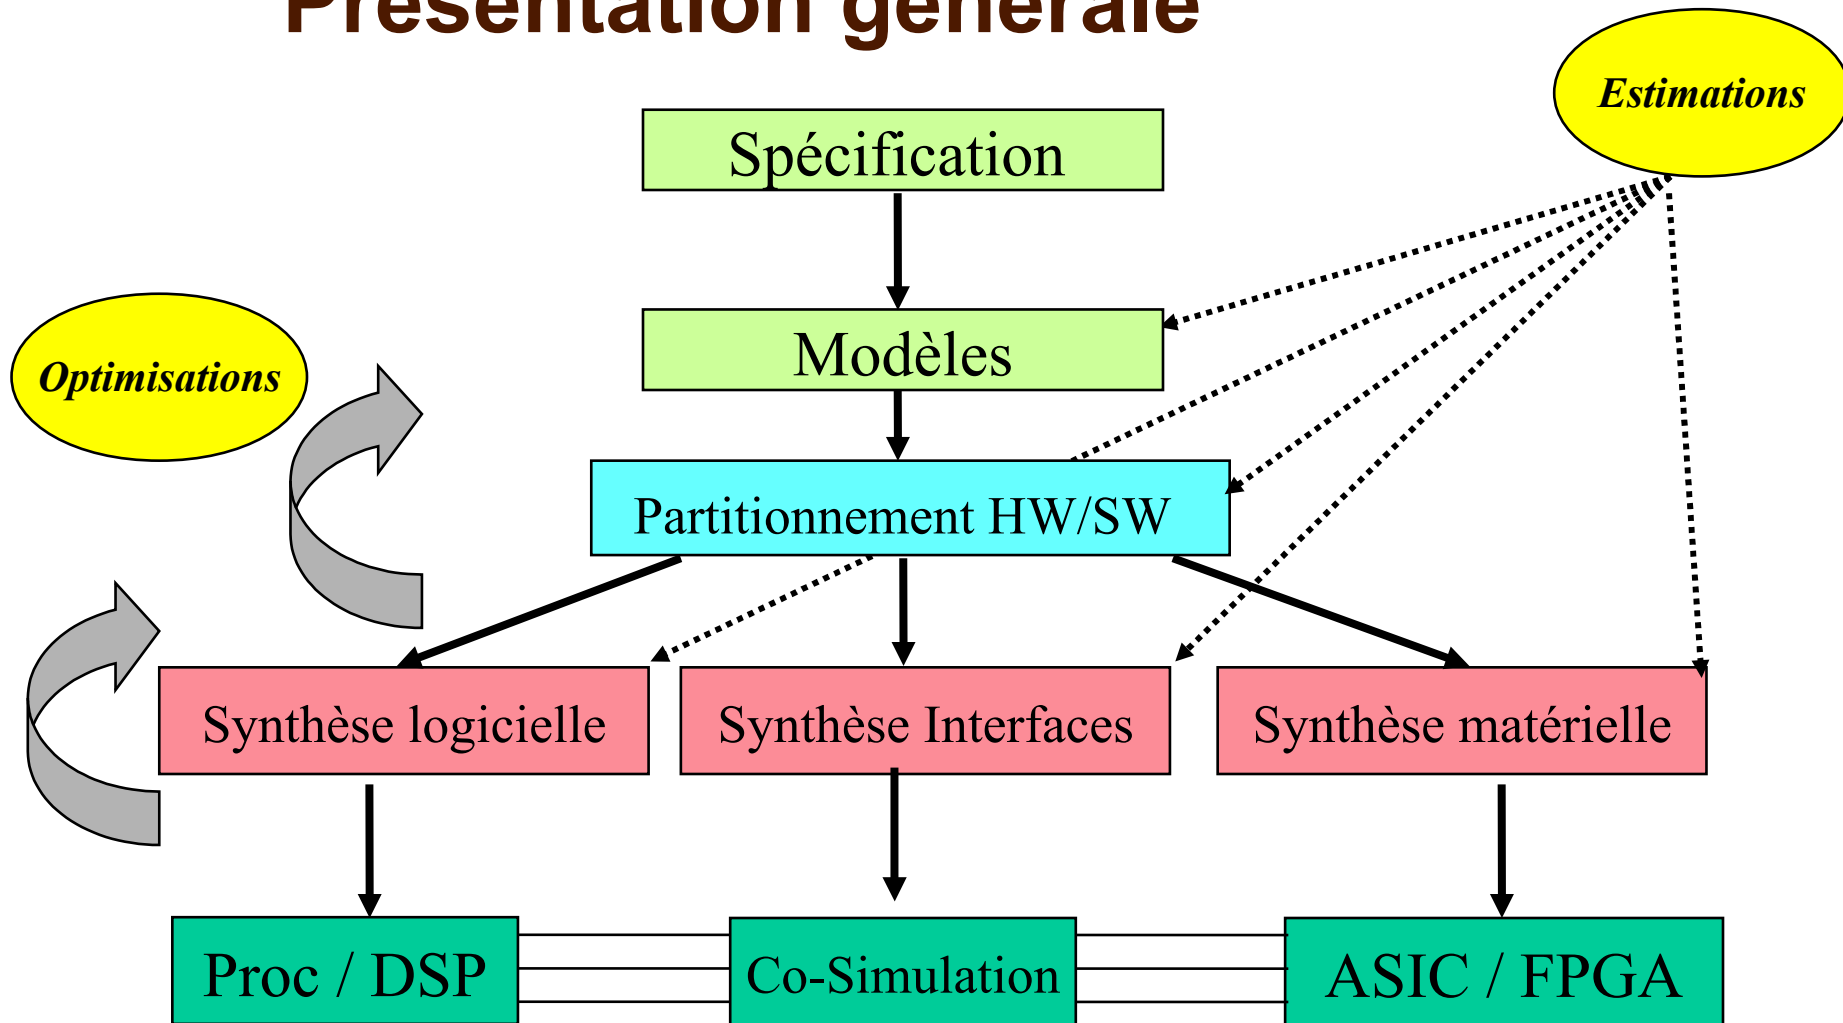 Présentation générale
Estimations
Spécification
Modèles
Optimisations
Partitionnement HW/SW
Synthèse logicielle
Synthèse Interfaces
Synthèse matérielle
Proc / DSP
Co-Simulation
ASIC / FPGA